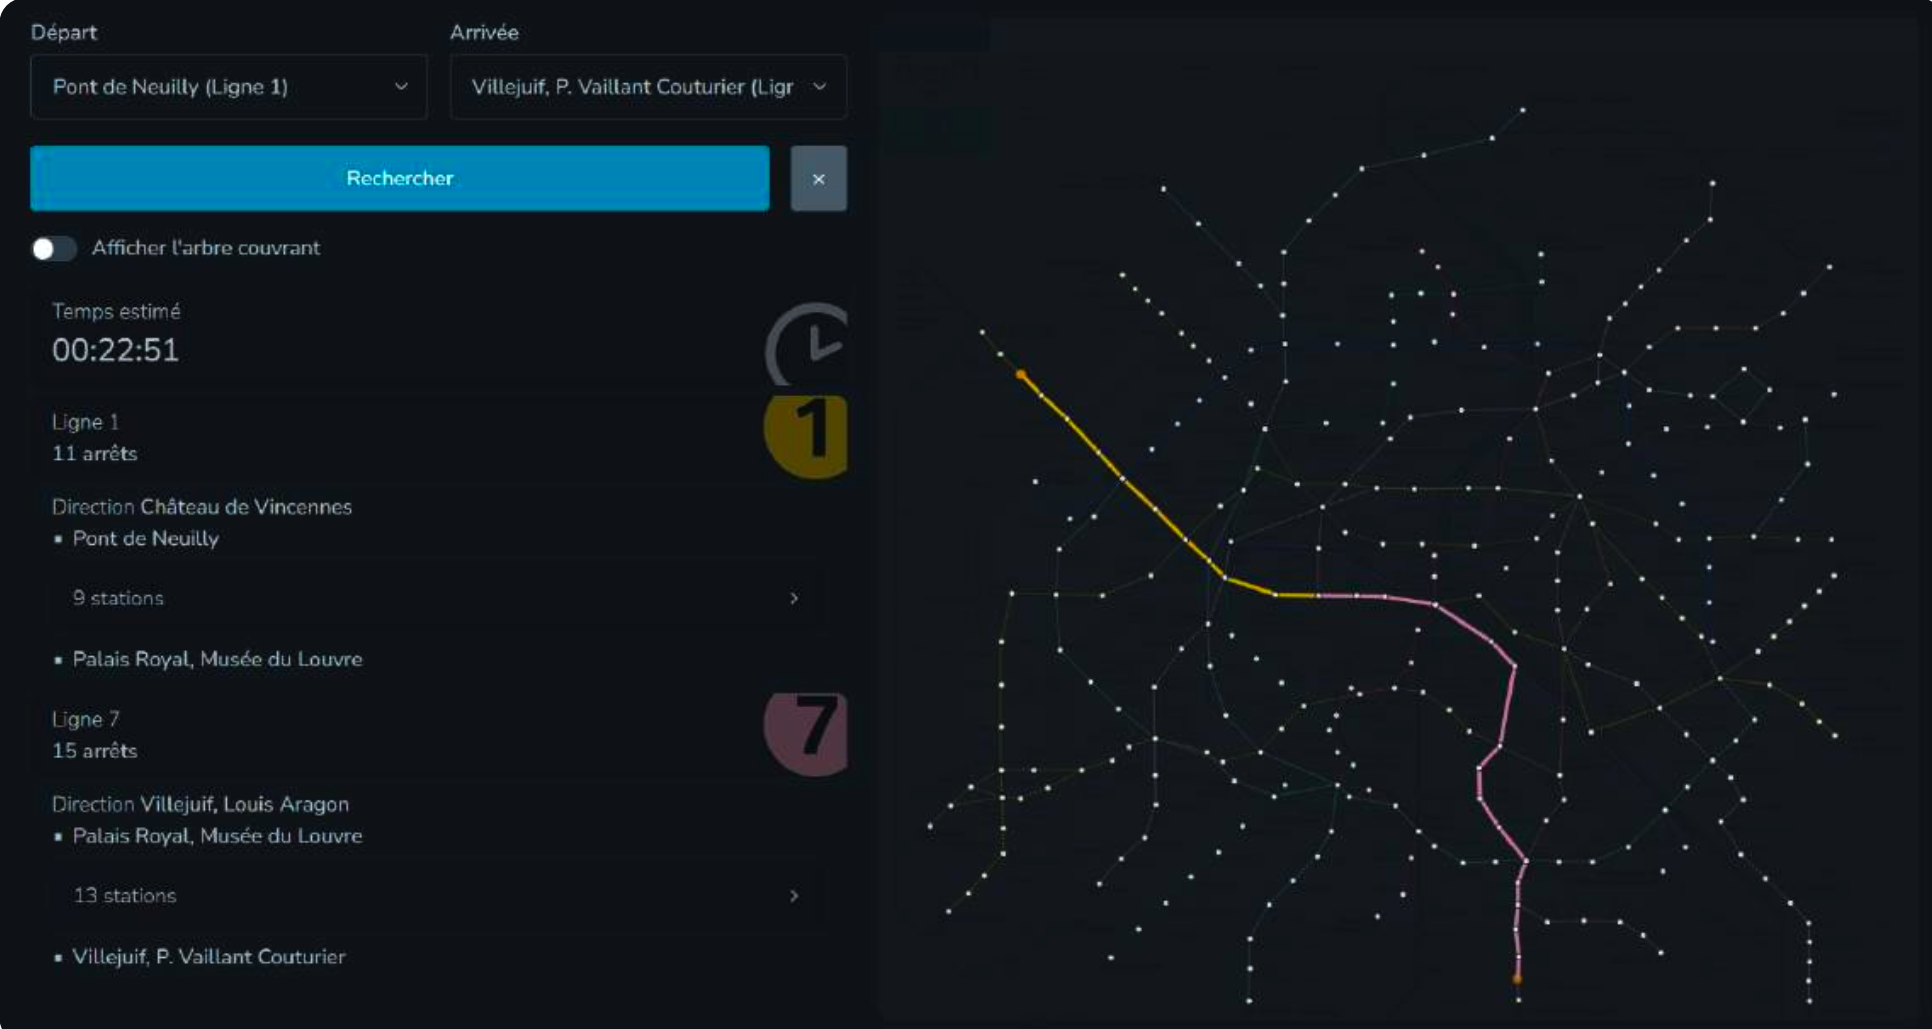 Départ
Arrivée
Pont de Neuilly (Ligne 1)
Villejuif, P. Vaillant Couturier (Ligr
Rechercher
×
Afficher l'arbre couvrant
Temps estimé
00:22:51
Ligne 1
11 arrêts
1
Direction Château de Vincennes
▪ Pont de Neuilly
9 stations
▪ Palais Royal, Musée du Louvre
Ligne 7
15 arrêts
7
Direction Villejuif, Louis Aragon
▪ Palais Royal, Musée du Louvre
13 stations
▪ Villejuif, P. Vaillant Couturier